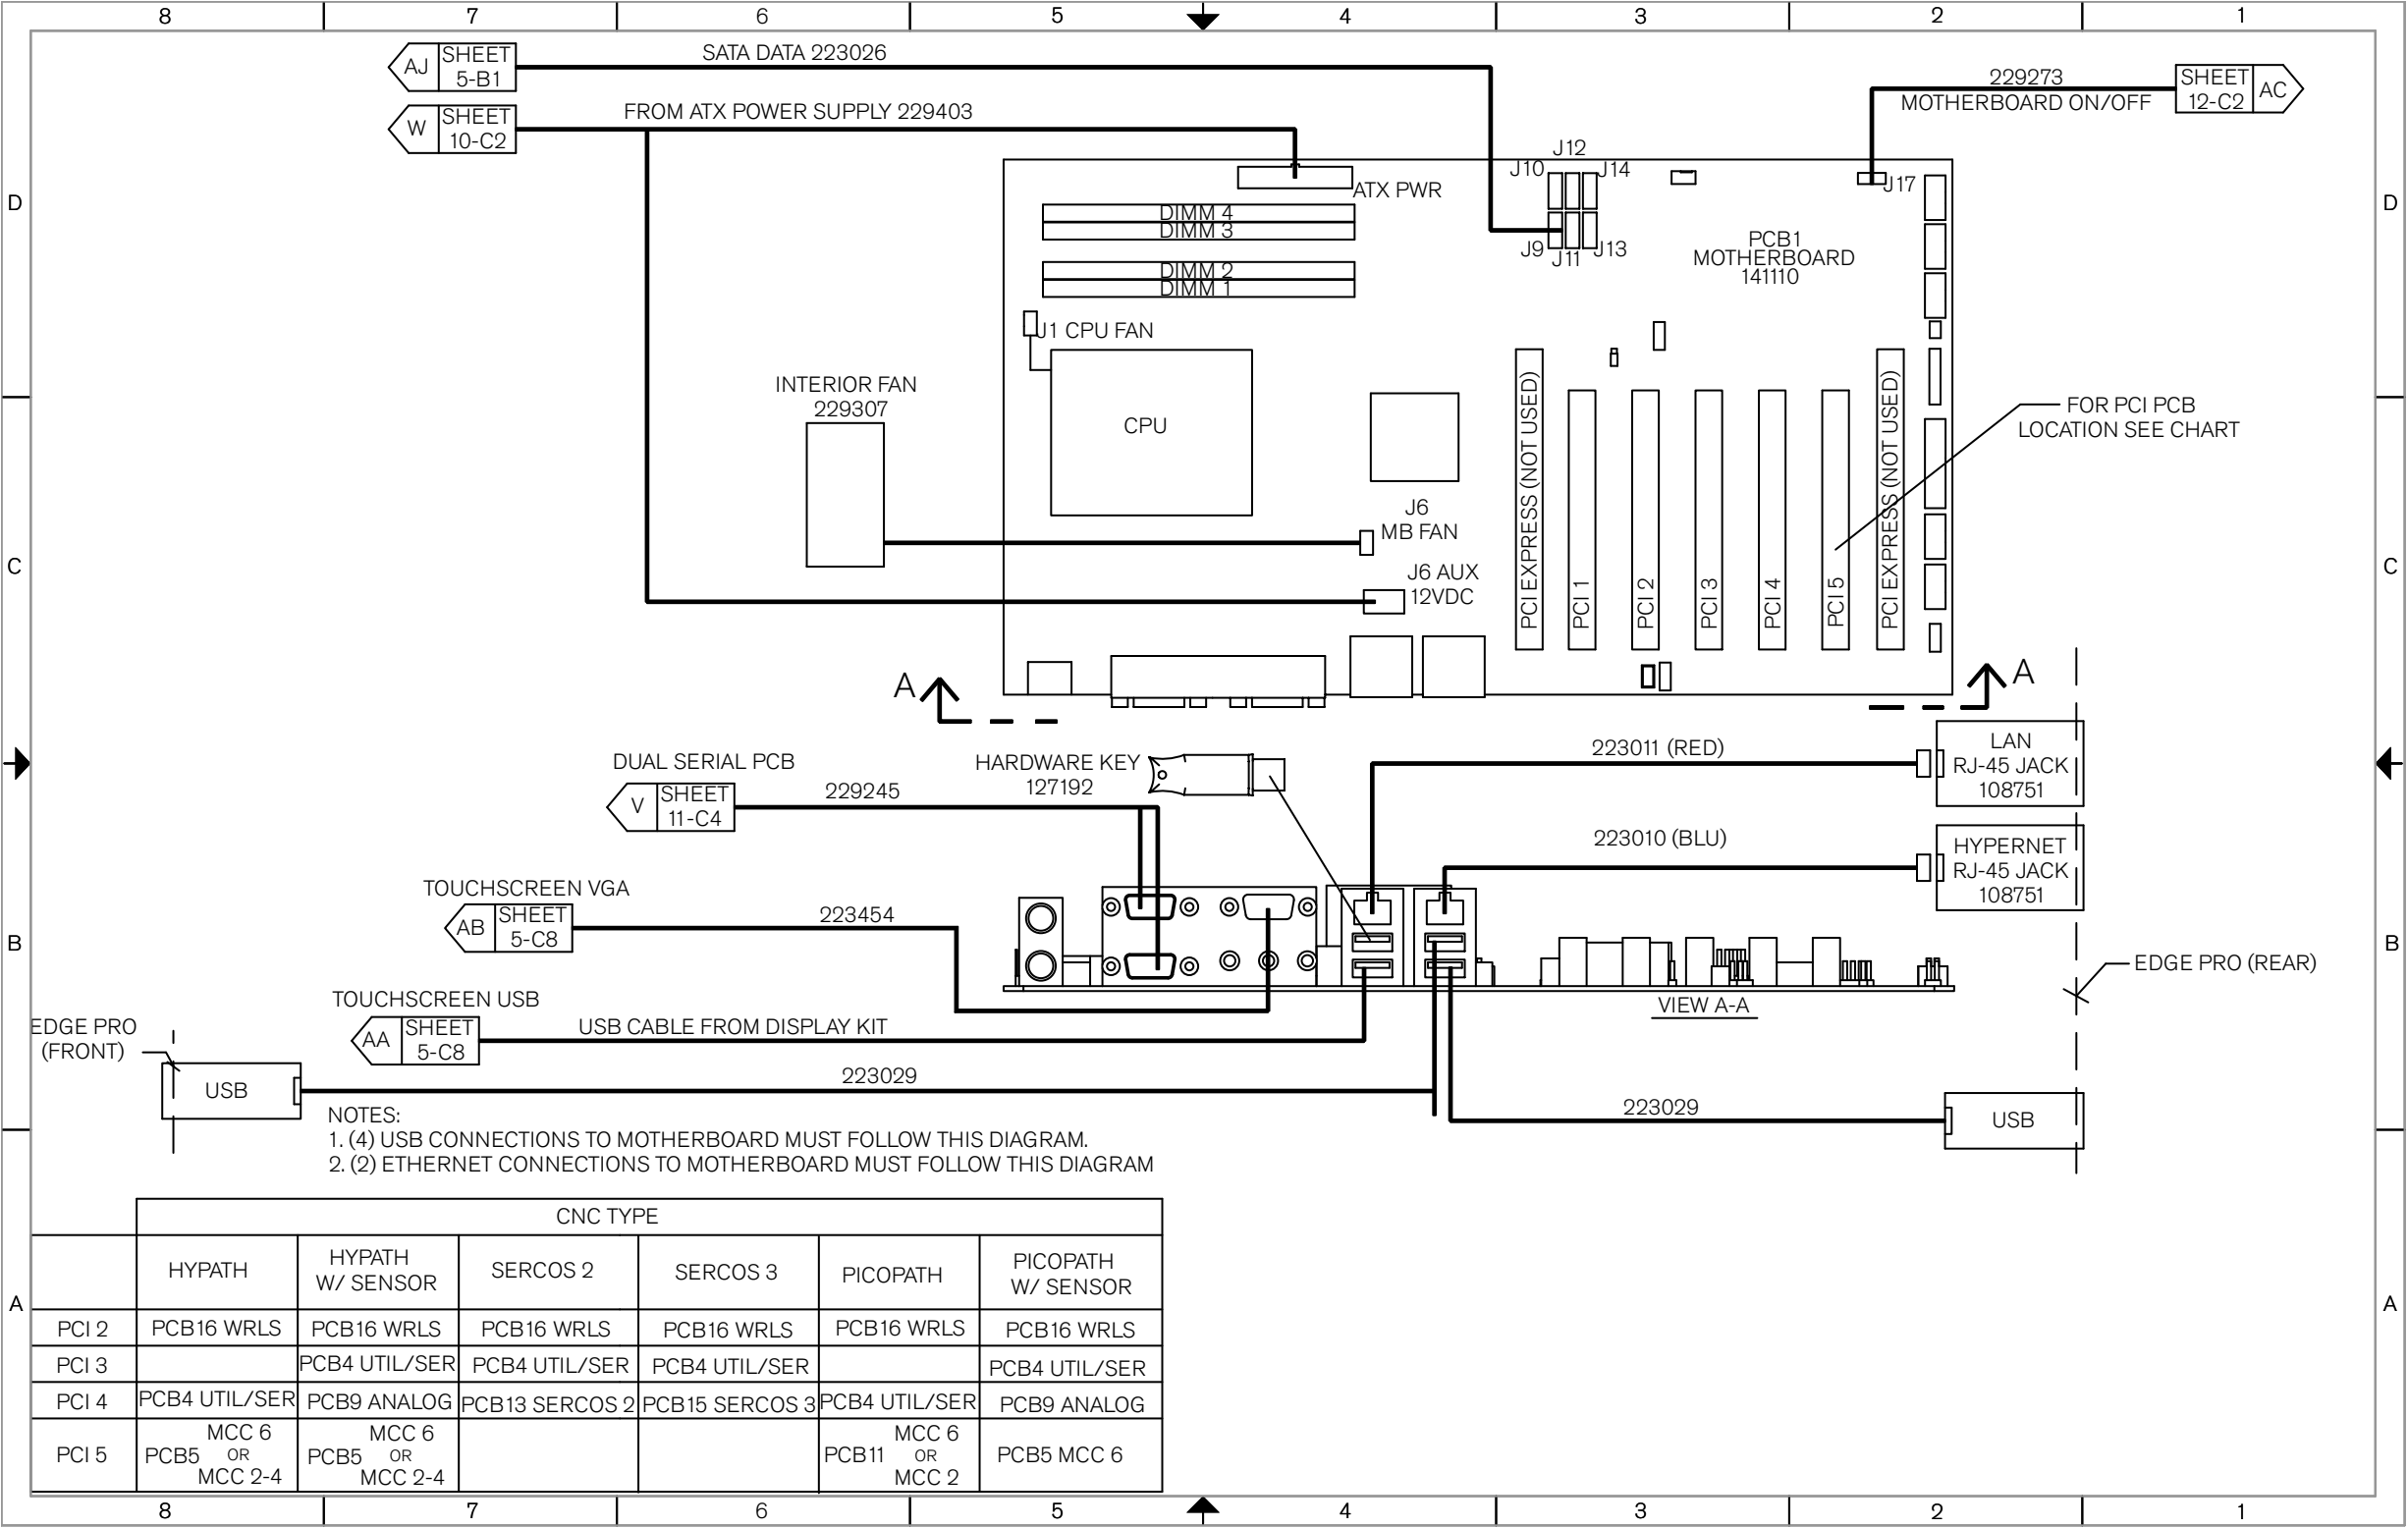 8 7 6 5 4 3 2 1
AJ SHEET 5-B1
SATA DATA 223026
229273
MOTHERBOARD ON/OFF
SHEET 12-C2 AC
W SHEET 10-C2
FROM ATX POWER SUPPLY 229403
D
D
J12
J10
J14
ATX PWR
J17
DIMM 4
DIMM 3
J9
J11
J13
PCB1
MOTHERBOARD
141110
DIMM 2
DIMM 1
J1 CPU FAN
INTERIOR FAN
229307
CPU
FOR PCI PCB
LOCATION SEE CHART
J6
MB FAN
J6 AUX
12VDC
PCI EXPRESS (NOT USED)
PCI 1
PCI 2
PCI 3
PCI 4
PCI 5
PCI EXPRESS (NOT USED)
C
C
A
A
DUAL SERIAL PCB
V SHEET 11-C4
229245
HARDWARE KEY
127192
223011 (RED)
LAN
RJ-45 JACK
108751
223010 (BLU)
HYPERNET
RJ-45 JACK
108751
TOUCHSCREEN VGA
AB SHEET 5-C8
223454
B
B
EDGE PRO (REAR)
VIEW A-A
TOUCHSCREEN USB
AA SHEET 5-C8
USB CABLE FROM DISPLAY KIT
EDGE PRO
(FRONT)
USB
223029
223029
USB
NOTES:
1. (4) USB CONNECTIONS TO MOTHERBOARD MUST FOLLOW THIS DIAGRAM.
2. (2) ETHERNET CONNECTIONS TO MOTHERBOARD MUST FOLLOW THIS DIAGRAM
CNC TYPE
HYPATH
HYPATH
W/ SENSOR
SERCOS 2
SERCOS 3
PICOPATH
PICOPATH
W/ SENSOR
A
A
PCI 2 PCB16 WRLS PCB16 WRLS PCB16 WRLS PCB16 WRLS PCB16 WRLS PCB16 WRLS
PCI 3 PCB4 UTIL/SER PCB4 UTIL/SER PCB4 UTIL/SER PCB4 UTIL/SER
PCI 4 PCB4 UTIL/SER PCB9 ANALOG PCB13 SERCOS 2 PCB15 SERCOS 3 PCB4 UTIL/SER PCB9 ANALOG
PCI 5
PCB5 MCC 6 OR MCC 2-4
PCB5 MCC 6 OR MCC 2-4
PCB11 MCC 6 OR MCC 2
PCB5 MCC 6
8 7 6 5 4 3 2 1